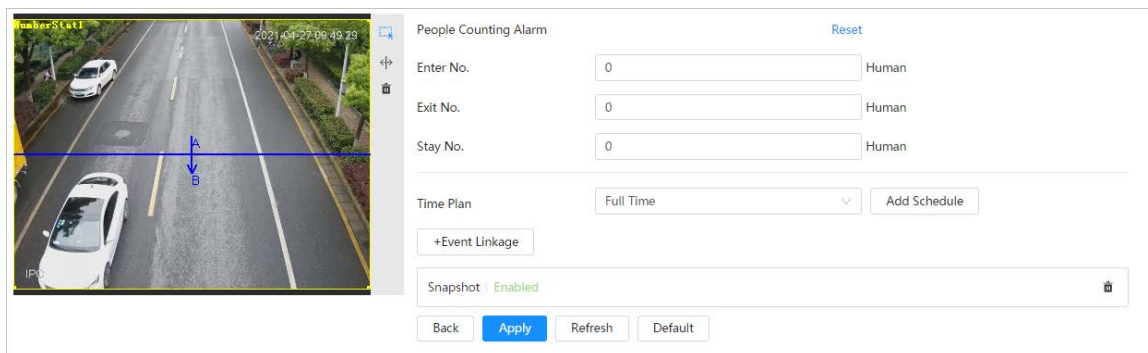 NumberStat1
2021-04-27 09:49:29
A
B
IPC
People Counting Alarm Reset
Enter No. 0 Human
Exit No. 0 Human
Stay No. 0 Human
Time Plan Full Time Add Schedule
+Event Linkage
Snapshot Enabled
Back Apply Refresh Default